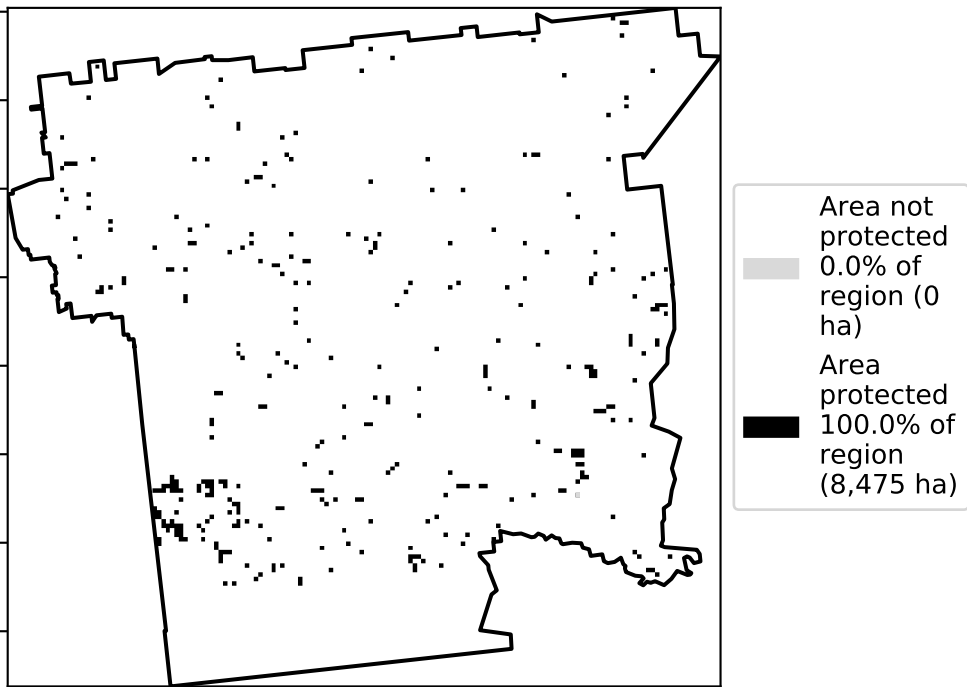 Area not
protected
0.0% of
region (0
ha)
Area
protected
100.0% of
region
(8,475 ha)